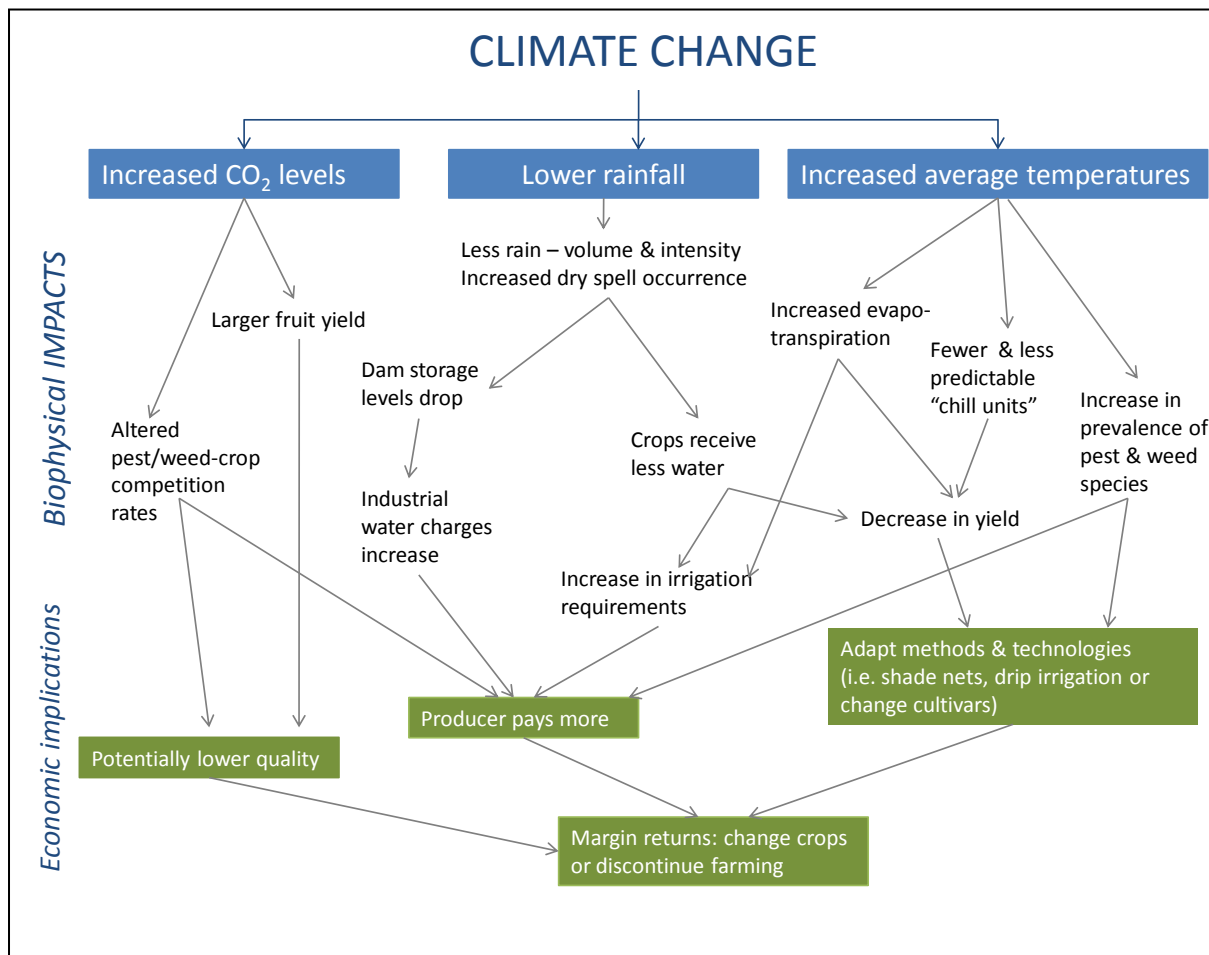 CLIMATE CHANGE
Increased CO₂ levels
Lower rainfall
Increased average temperatures
Biophysical IMPACTS
Less rain – volume & intensity
Increased dry spell occurrence
Larger fruit yield
Increased evapo-
transpiration
Fewer & less
predictable
“chill units”
Dam storage
levels drop
Increase in
prevalence of
pest & weed
species
Altered
pest/weed-crop
competition
rates
Crops receive
less water
Industrial
water charges
increase
Decrease in yield
Increase in irrigation
requirements
Economic implications
Adapt methods & technologies
(i.e. shade nets, drip irrigation or
change cultivars)
Producer pays more
Potentially lower quality
Margin returns: change crops
or discontinue farming